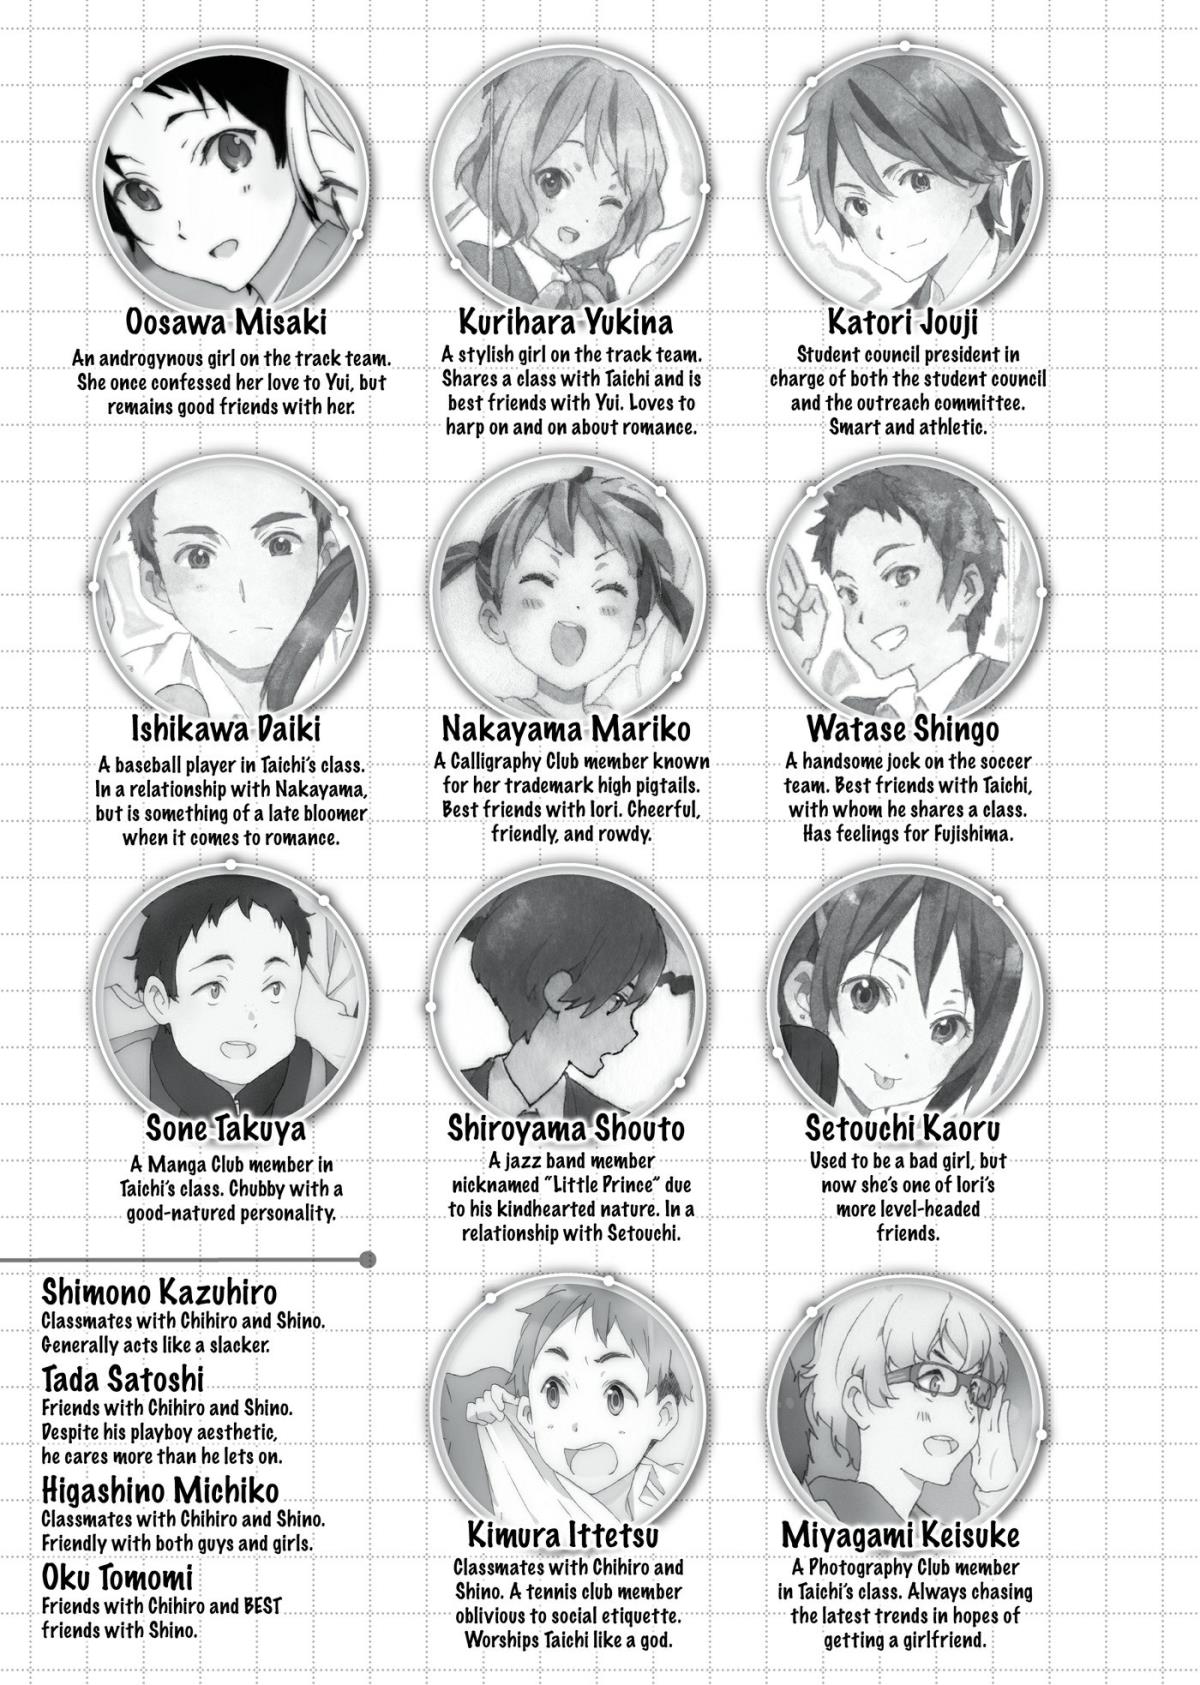 Oosawa Misaki
An androgynous girl on the track team.
She once confessed her love to Yui, but
remains good friends with her.
Kurihara Yukina
A stylish girl on the track team.
Shares a class with Taichi and is
best friends with Yui. Loves to
harp on and on about romance.
Katori Jouji
Student council president in
charge of both the student council
and the outreach committee.
Smart and athletic.
Ishikawa Daiki
A baseball player in Taichi's class.
In a relationship with Nakayama,
but is something of a late bloomer
when it comes to romance.
Nakayama Mariko
A Calligraphy Club member known
for her trademark high pigtails.
Best friends with Iori. Cheerful,
friendly, and rowdy.
Watase Shingo
A handsome jock on the soccer
team. Best friends with Taichi,
with whom he shares a class.
Has feelings for Fujishima.
Sone Takuya
A Manga Club member in
Taichi's class. Chubby with a
good-natured personality.
Shiroyama Shouto
A jazz band member
nicknamed "Little Prince" due
to his kindhearted nature. In a
relationship with Setouchi.
Setouchi Kaoru
Used to be a bad girl, but
now she's one of Iori's
more level-headed
friends.
Shimono Kazuhiro
Classmates with Chihiro and Shino.
Generally acts like a slacker.
Tada Satoshi
Friends with Chihiro and Shino.
Despite his playboy aesthetic,
he cares more than he lets on.
Higashino Michiko
Classmates with Chihiro and Shino.
Friendly with both guys and girls.
Oku Tomomi
Friends with Chihiro and BEST
friends with Shino.
Kimura Ittetsu
Classmates with Chihiro and
Shino. A tennis club member
oblivious to social etiquette.
Worships Taichi like a god.
Miyagami Keisuke
A Photography Club member
in Taichi's class. Always chasing
the latest trends in hopes of
getting a girlfriend.